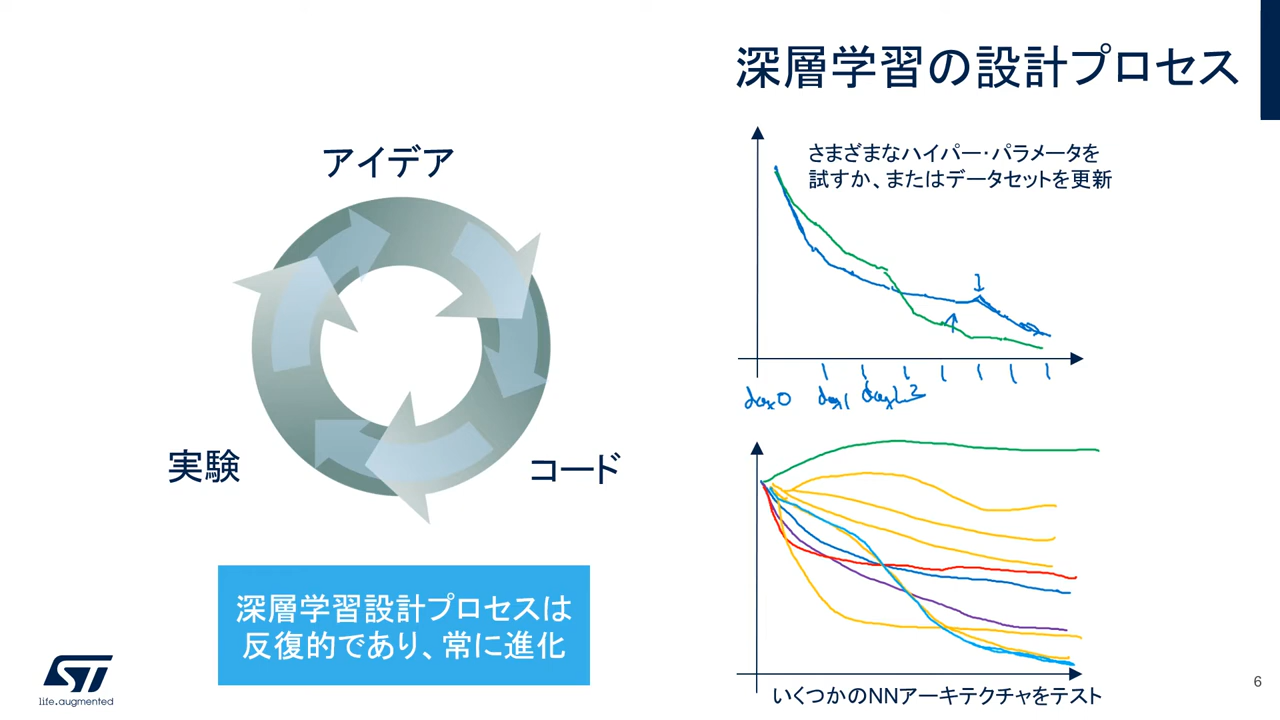 深層学習の設計プロセス
アイデア
実験
コード
深層学習設計プロセスは
反復的であり、常に進化
さまざまなハイパー・パラメータを
試すか、またはデータセットを更新
day0 day1 day2
いくつかのNNアーキテクチャをテスト
life.augmented
6